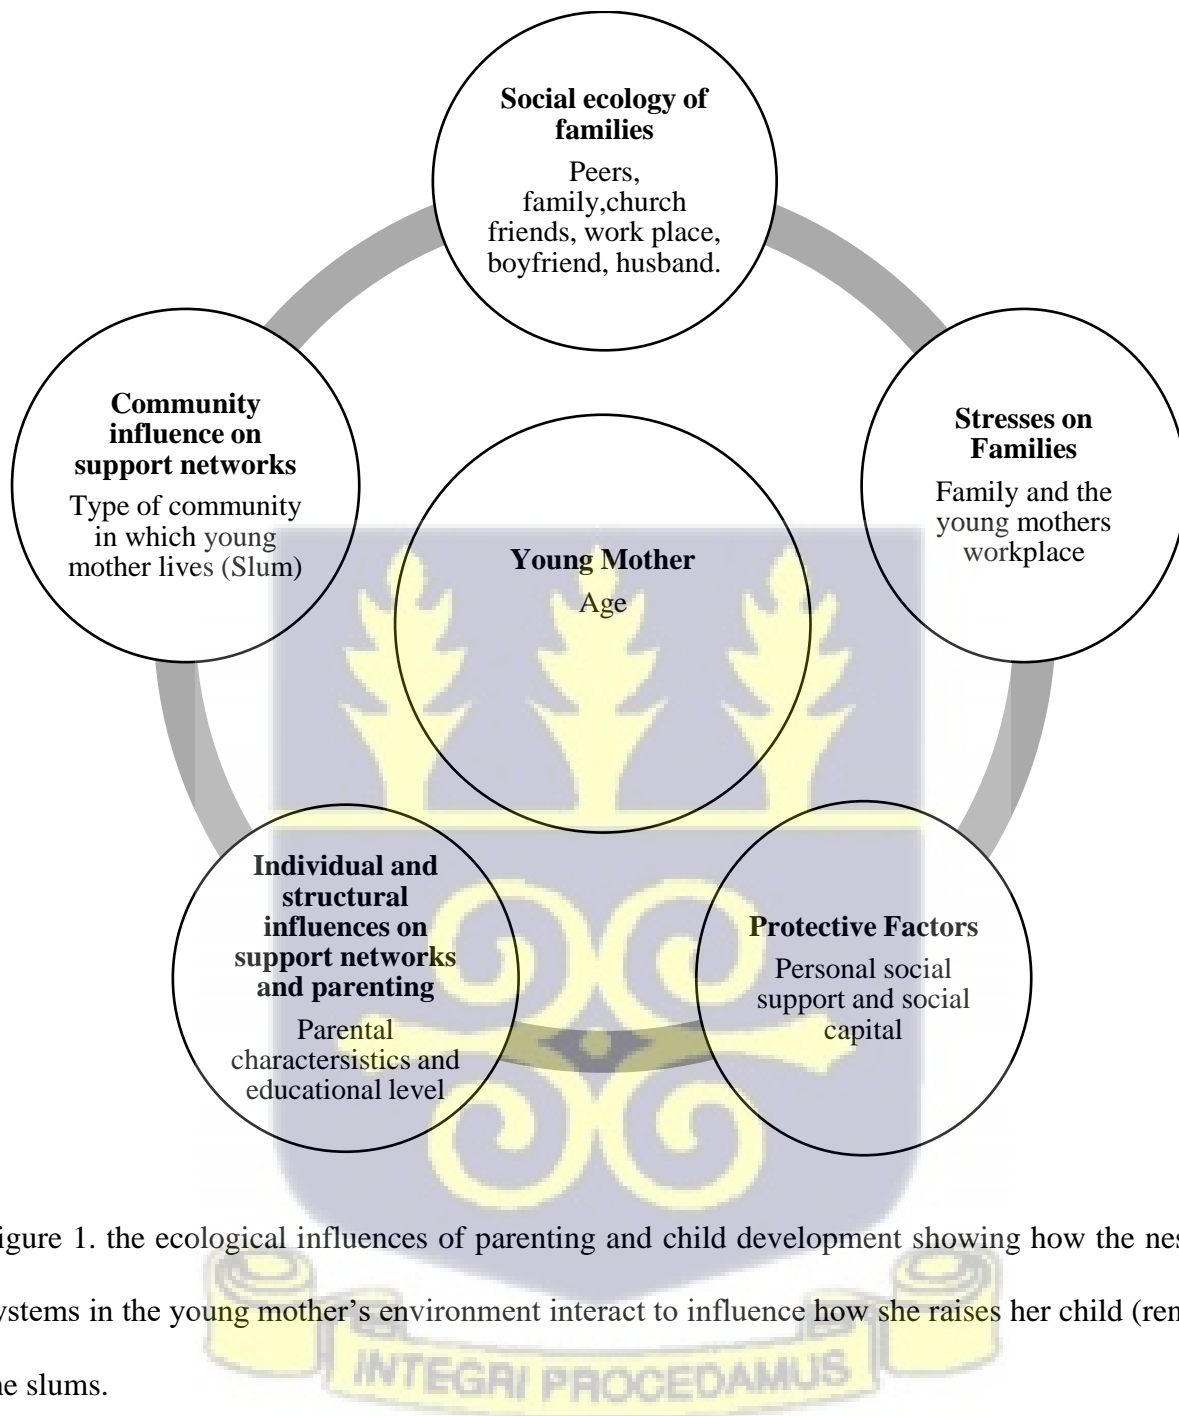 Social ecology of
families
Peers,
family,church
friends, work place,
boyfriend, husband.
Community
influence on
support networks
Type of community
in which young
mother lives (Slum)
Stresses on
Families
Family and the
young mothers
workplace
Young Mother
Age
Individual and
structural
influences on
support networks
and parenting
Parental
charactersistics and
educational level
Protective Factors
Personal social
support and social
capital
igure 1. the ecological influences of parenting and child development showing how the nes
ystems in the young mother’s environment interact to influence how she raises her child (ren
he slums.
INTEGRI PROCEDAMUS